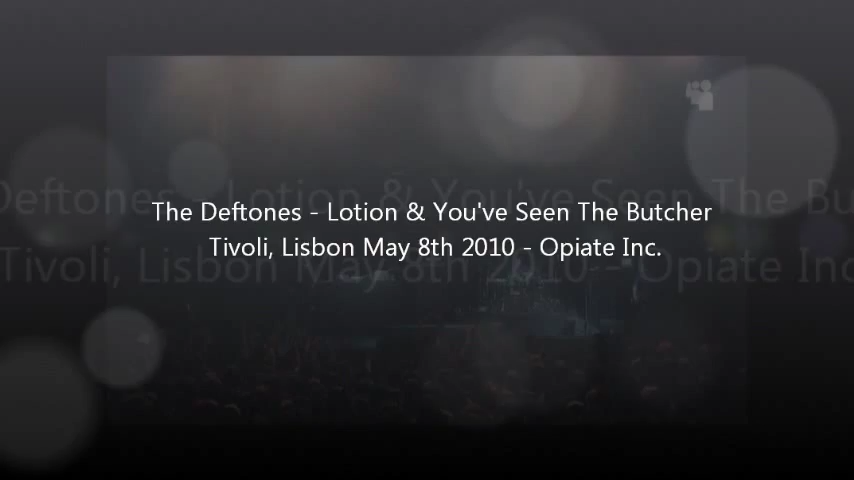 The Deftones - Lotion & You've Seen The Butcher
Tivoli, Lisbon May 8th 2010 - Opiate Inc.